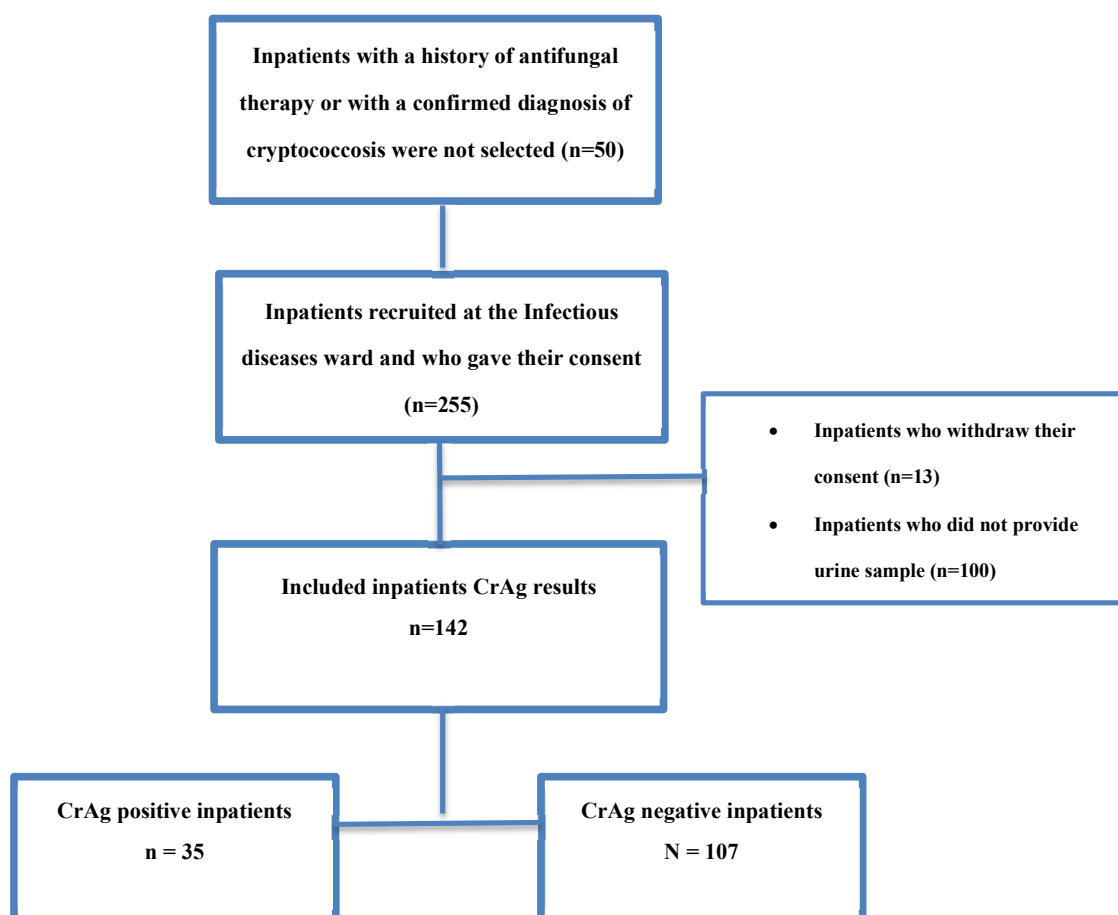 Inpatients with a history of antifungal
therapy or with a confirmed diagnosis of
cryptococcosis were not selected (n=50)
Inpatients recruited at the Infectious
diseases ward and who gave their consent
(n=255)
• Inpatients who withdraw their
consent (n=13)
• Inpatients who did not provide
urine sample (n=100)
Included inpatients CrAg results
n=142
CrAg positive inpatients
n = 35
CrAg negative inpatients
N = 107